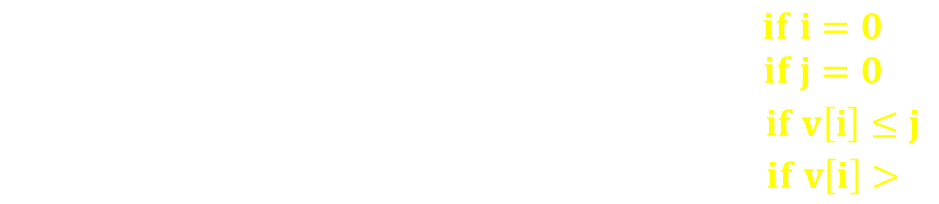 if i = 0
if j = 0
if v[i] ≤ j
if v[i] >